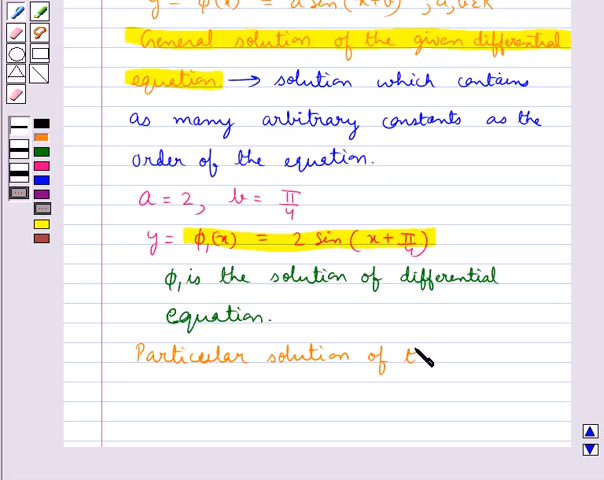 y = φ(x) = a sin(x+b) , a, b ∈ R
General solution of the given differential
equation → solution which contains
as many arbitrary constants as the
order of the equation.
a = 2, b = π/4
y = φ₁(x) = 2 sin(x + π/4)
φ₁ is the solution of differential
equation.
Particular solution of t